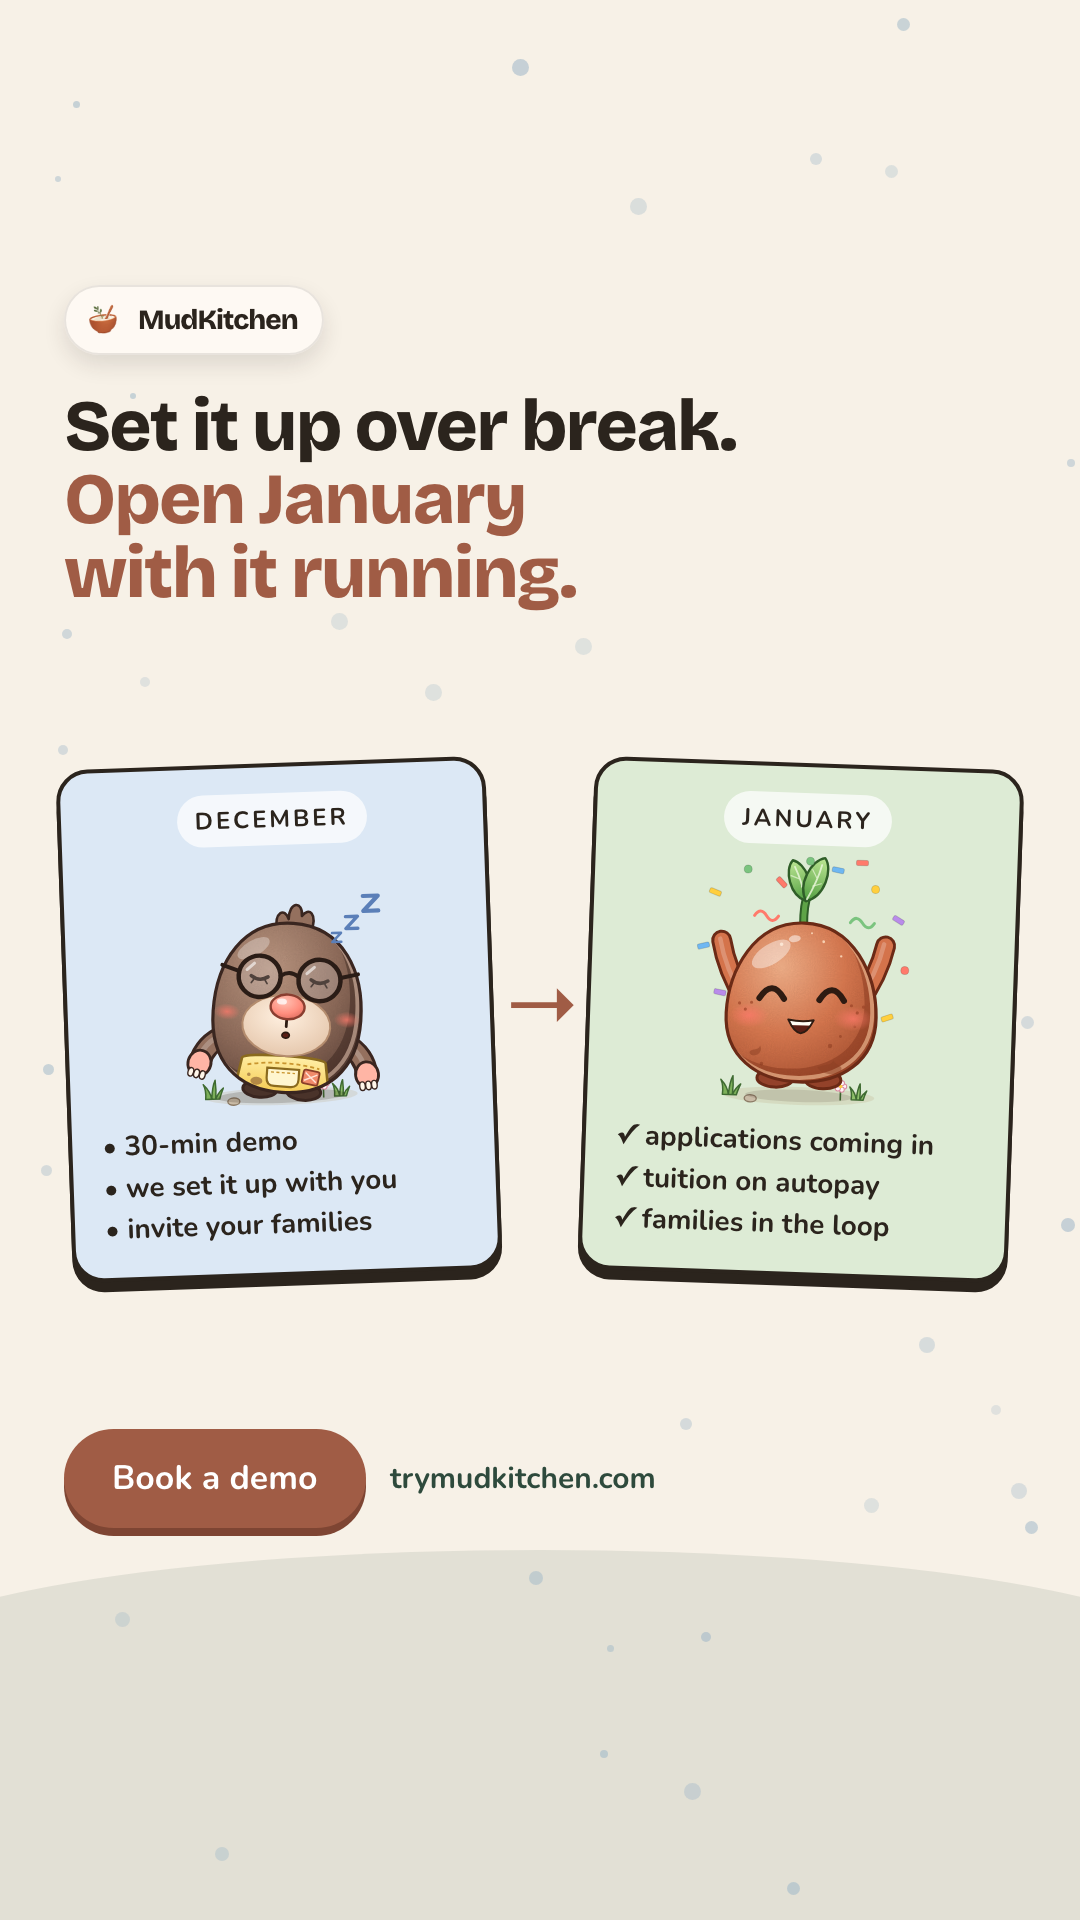 MudKitchen
Set it up over break.
Open January
with it running.
DECEMBER
z z z
• 30-min demo
• we set it up with you
• invite your families
JANUARY
✓ applications coming in
✓ tuition on autopay
✓ families in the loop
Book a demo
trymudkitchen.com